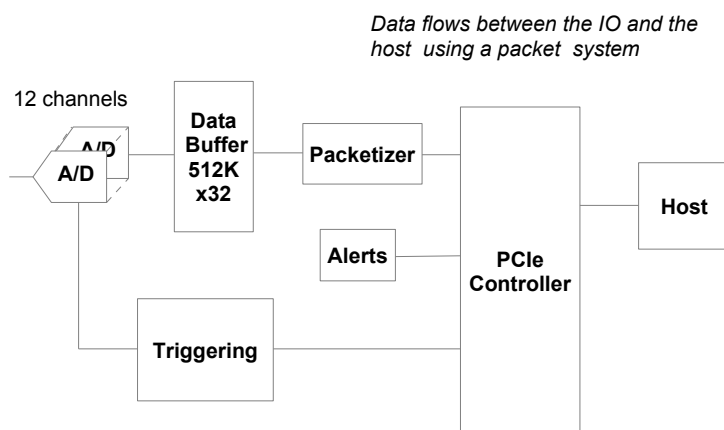 Data flows between the IO and the
host using a packet system
12 channels
A/D
A/D
Data
Buffer
512K
x32
Packetizer
Alerts
Triggering
PCIe
Controller
Host